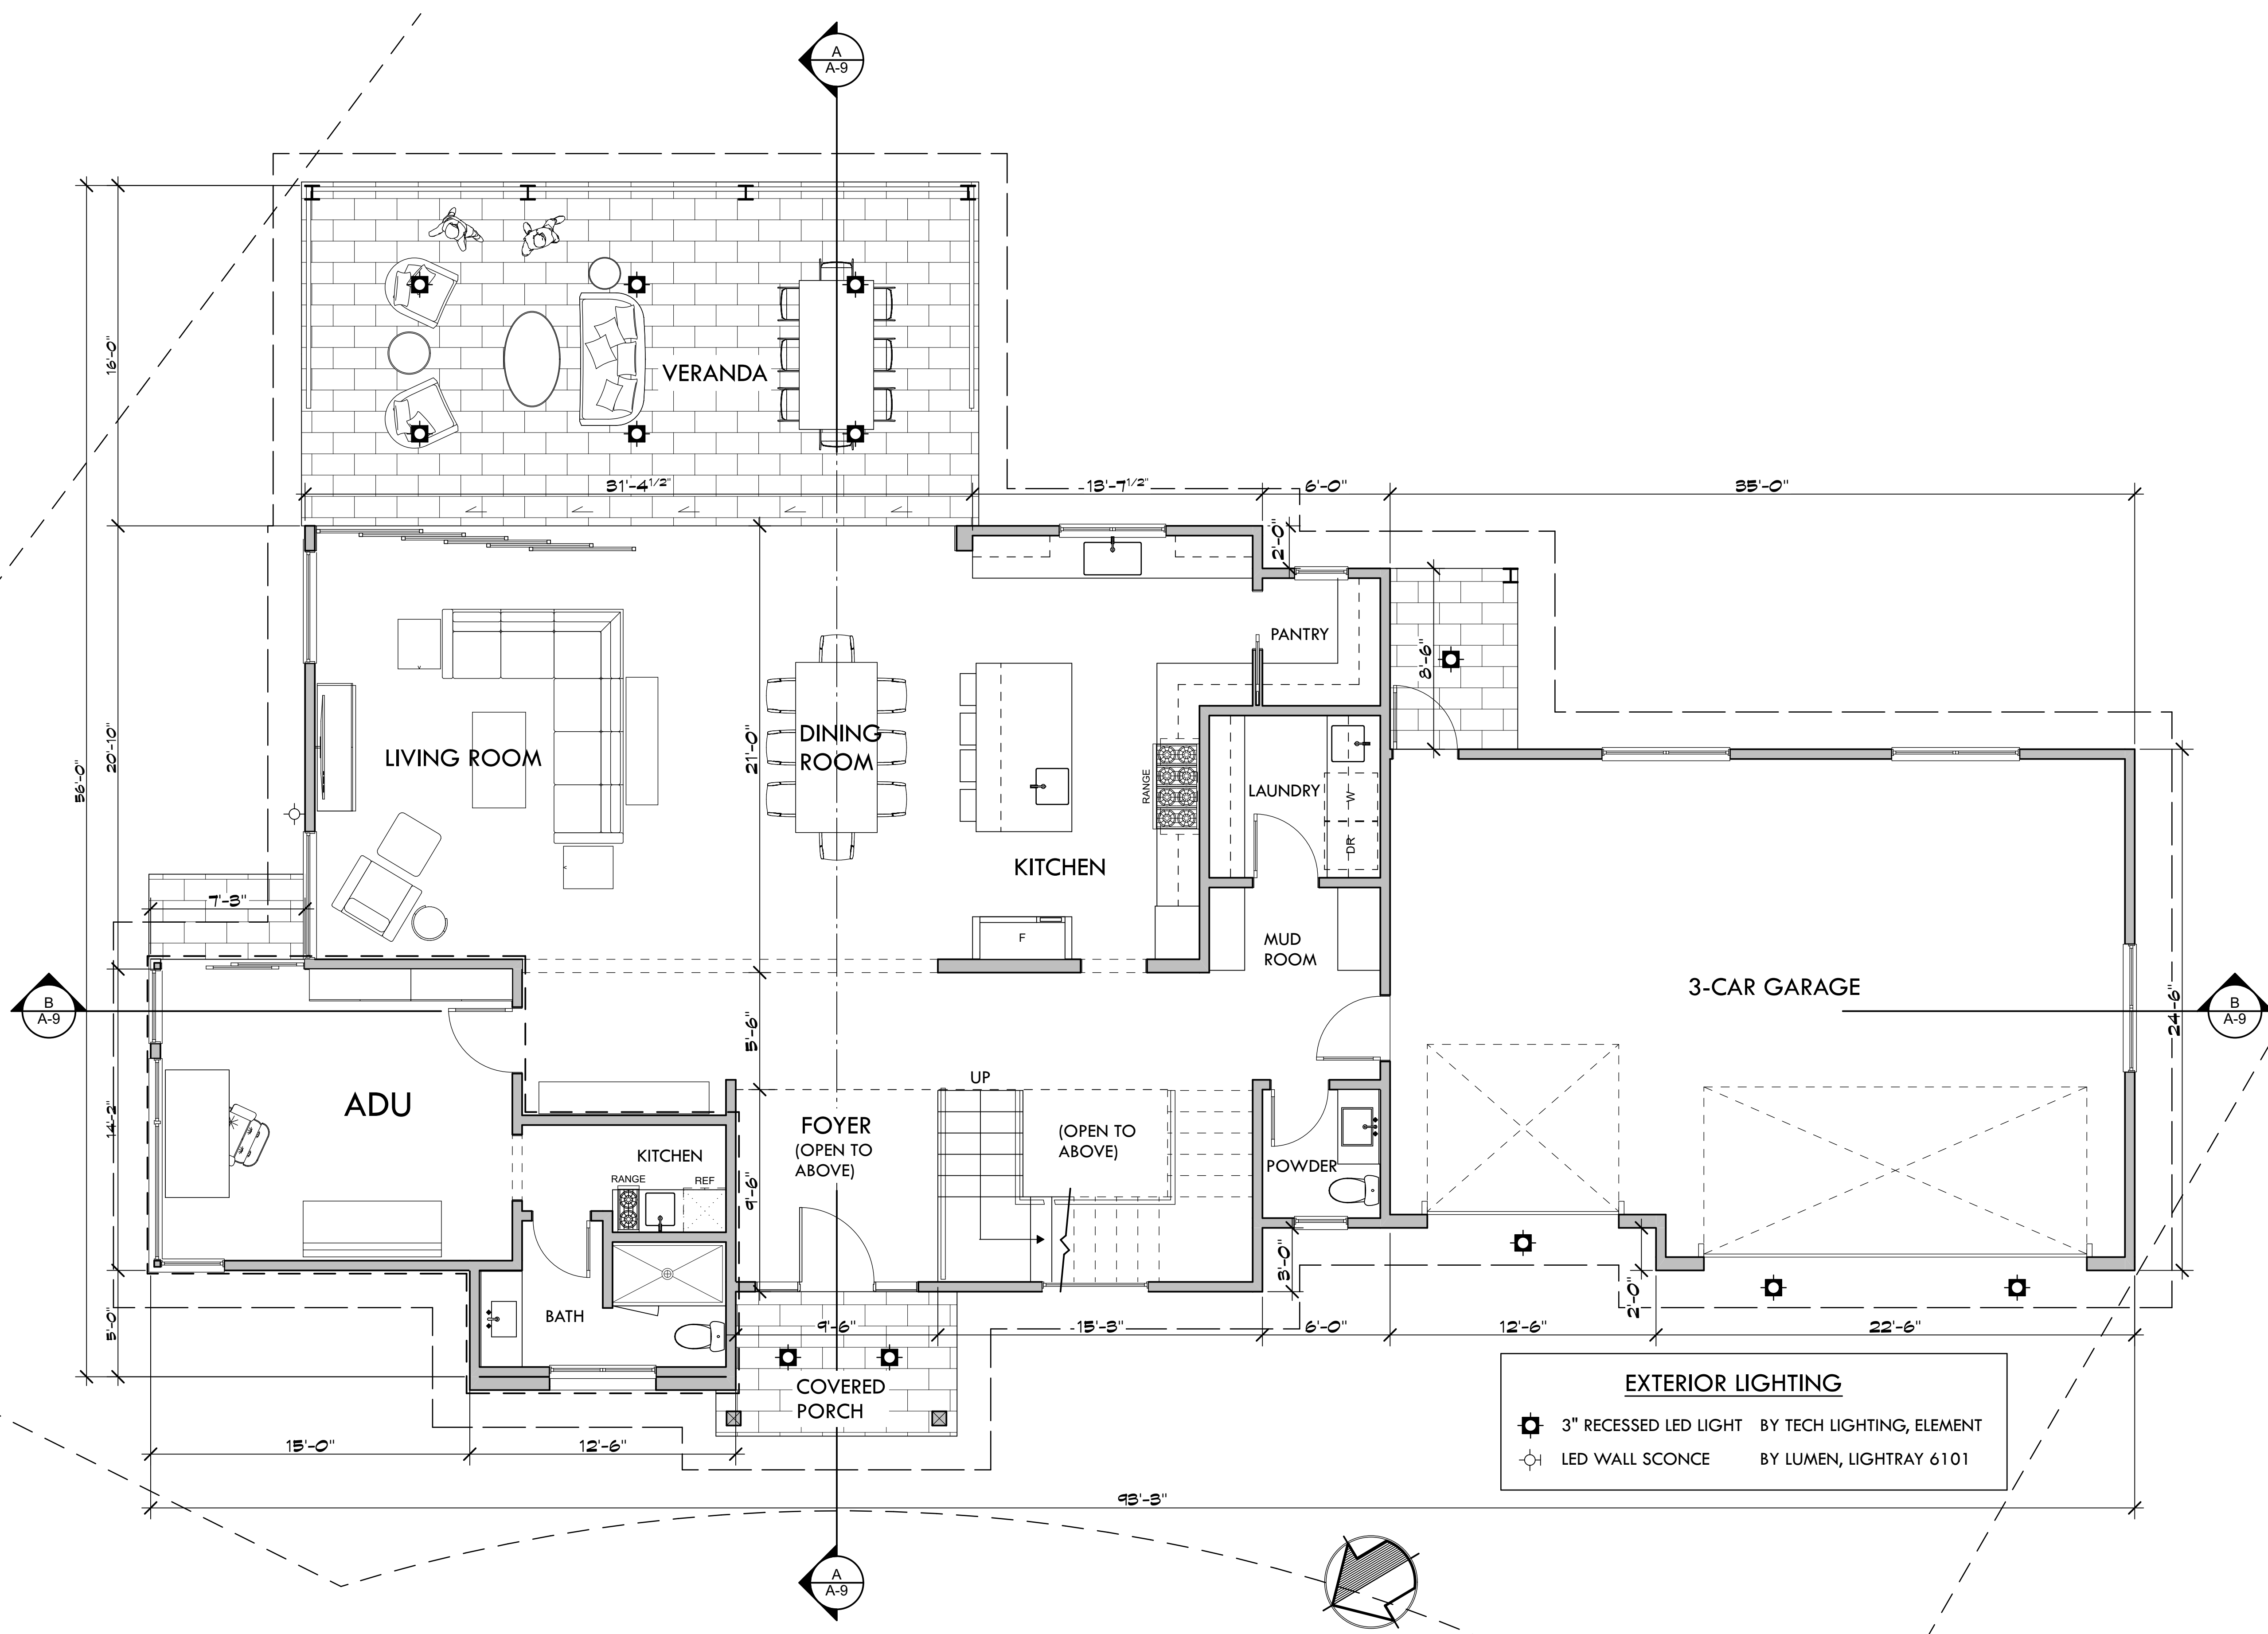 A
A-9
16'-0"
VERANDA
31'-4 1/2"
13'-7 1/2"
6'-0"
35'-0"
2'-0"
PANTRY
8'-6"
20'-10"
56'-0"
LIVING ROOM
21'-0"
DINING
ROOM
RANGE
LAUNDRY
W
DR
KITCHEN
7'-3"
F
MUD
ROOM
3-CAR GARAGE
24'-6"
B
A-9
B
A-9
5'-6"
UP
ADU
14'-2"
FOYER
(OPEN TO
ABOVE)
(OPEN TO
ABOVE)
KITCHEN
RANGE
REF
POWDER
9'-6"
3'-0"
2'-0"
BATH
5'-0"
9'-6"
15'-3"
6'-0"
12'-6"
22'-6"
COVERED
PORCH
EXTERIOR LIGHTING
3" RECESSED LED LIGHT BY TECH LIGHTING, ELEMENT
LED WALL SCONCE BY LUMEN, LIGHTRAY 6101
15'-0"
12'-6"
93'-3"
A
A-9